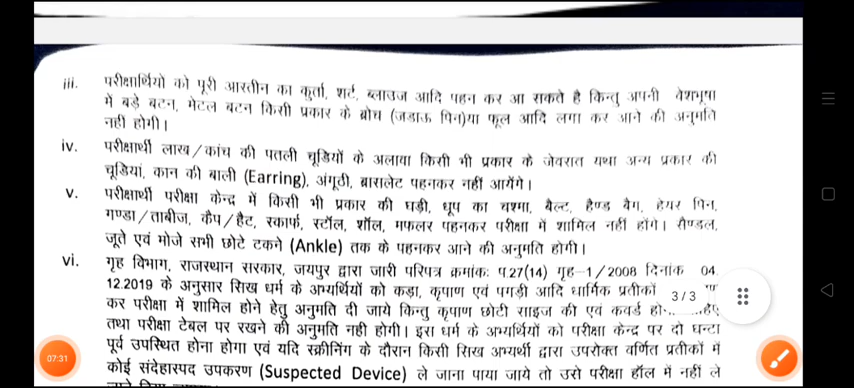 iii. परीक्षार्थियों को पूरी आस्तीन का कुर्ता, शर्ट, ब्लाउज आदि पहन कर आ सकते है किन्तु अपनी वेशभूषा
में बड़े बटन, मेटल बटन किसी प्रकार के ब्रोच (जडाऊ पिन)या फूल आदि लगा कर आने की अनुमति
नही होगी।
iv. परीक्षार्थी लाख/कांच की पतली चूडियों के अलावा किसी भी प्रकार के जेवरात यथा अन्य प्रकार की
चूडियां, कान की बाली (Earring), अंगूठी, ब्रासलेट पहनकर नहीं आयेंगे।
v. परीक्षार्थी परीक्षा केन्द्र में किसी भी प्रकार की घड़ी, धूप का चश्मा, बैल्ट, हैण्ड बैग, हेयर पिन,
गण्डा/ताबीज, कैप/हैट, स्कार्फ, स्टॉल, शॉल, मफलर पहनकर परीक्षा में शामिल नहीं होंगे। सैण्डल,
जूते एवं मोजे सभी छोटे टकने (Ankle) तक के पहनकर आने की अनुमति होगी।
vi. गृह विभाग, राजस्थान सरकार, जयपुर द्वारा जारी परिपत्र क्रमांक: प.27(14) गृह–1/2008 दिनांक 04.
12.2019 के अनुसार सिख धर्म के अभ्यर्थियों को कड़ा, कृपाण एवं पगड़ी आदि धार्मिक प्रतीकों
3 / 3
कर परीक्षा में शामिल होने हेतु अनुमति दी जाये किन्तु कृपाण छोटी साइज की एवं कवर्ड
तथा परीक्षा टेबल पर रखने की अनुमति नही होगी। इस धर्म के अभ्यर्थियों को परीक्षा केन्द्र पर दो घन्टा
पूर्व उपस्थित होना होगा एवं यदि स्क्रीनिंग के दौरान किसी सिख अभ्यर्थी द्वारा उपरोक्त वर्णित प्रतीकों में
07:31
कोई संदेहास्पद उपकरण (Suspected Device) ले जाना पाया जाये तो उसे परीक्षा हॉल में नहीं ले